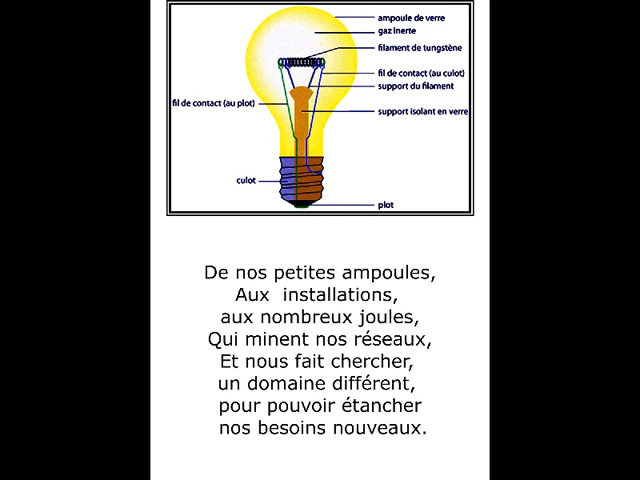 ampoule de verre
gaz inerte
filament de tungstène
fil de contact (au culot)
support du filament
fil de contact (au plot)
support isolant en verre
culot
plot
De nos petites ampoules,
Aux installations,
aux nombreux joules,
Qui minent nos réseaux,
Et nous fait chercher,
un domaine différent,
pour pouvoir étancher
nos besoins nouveaux.